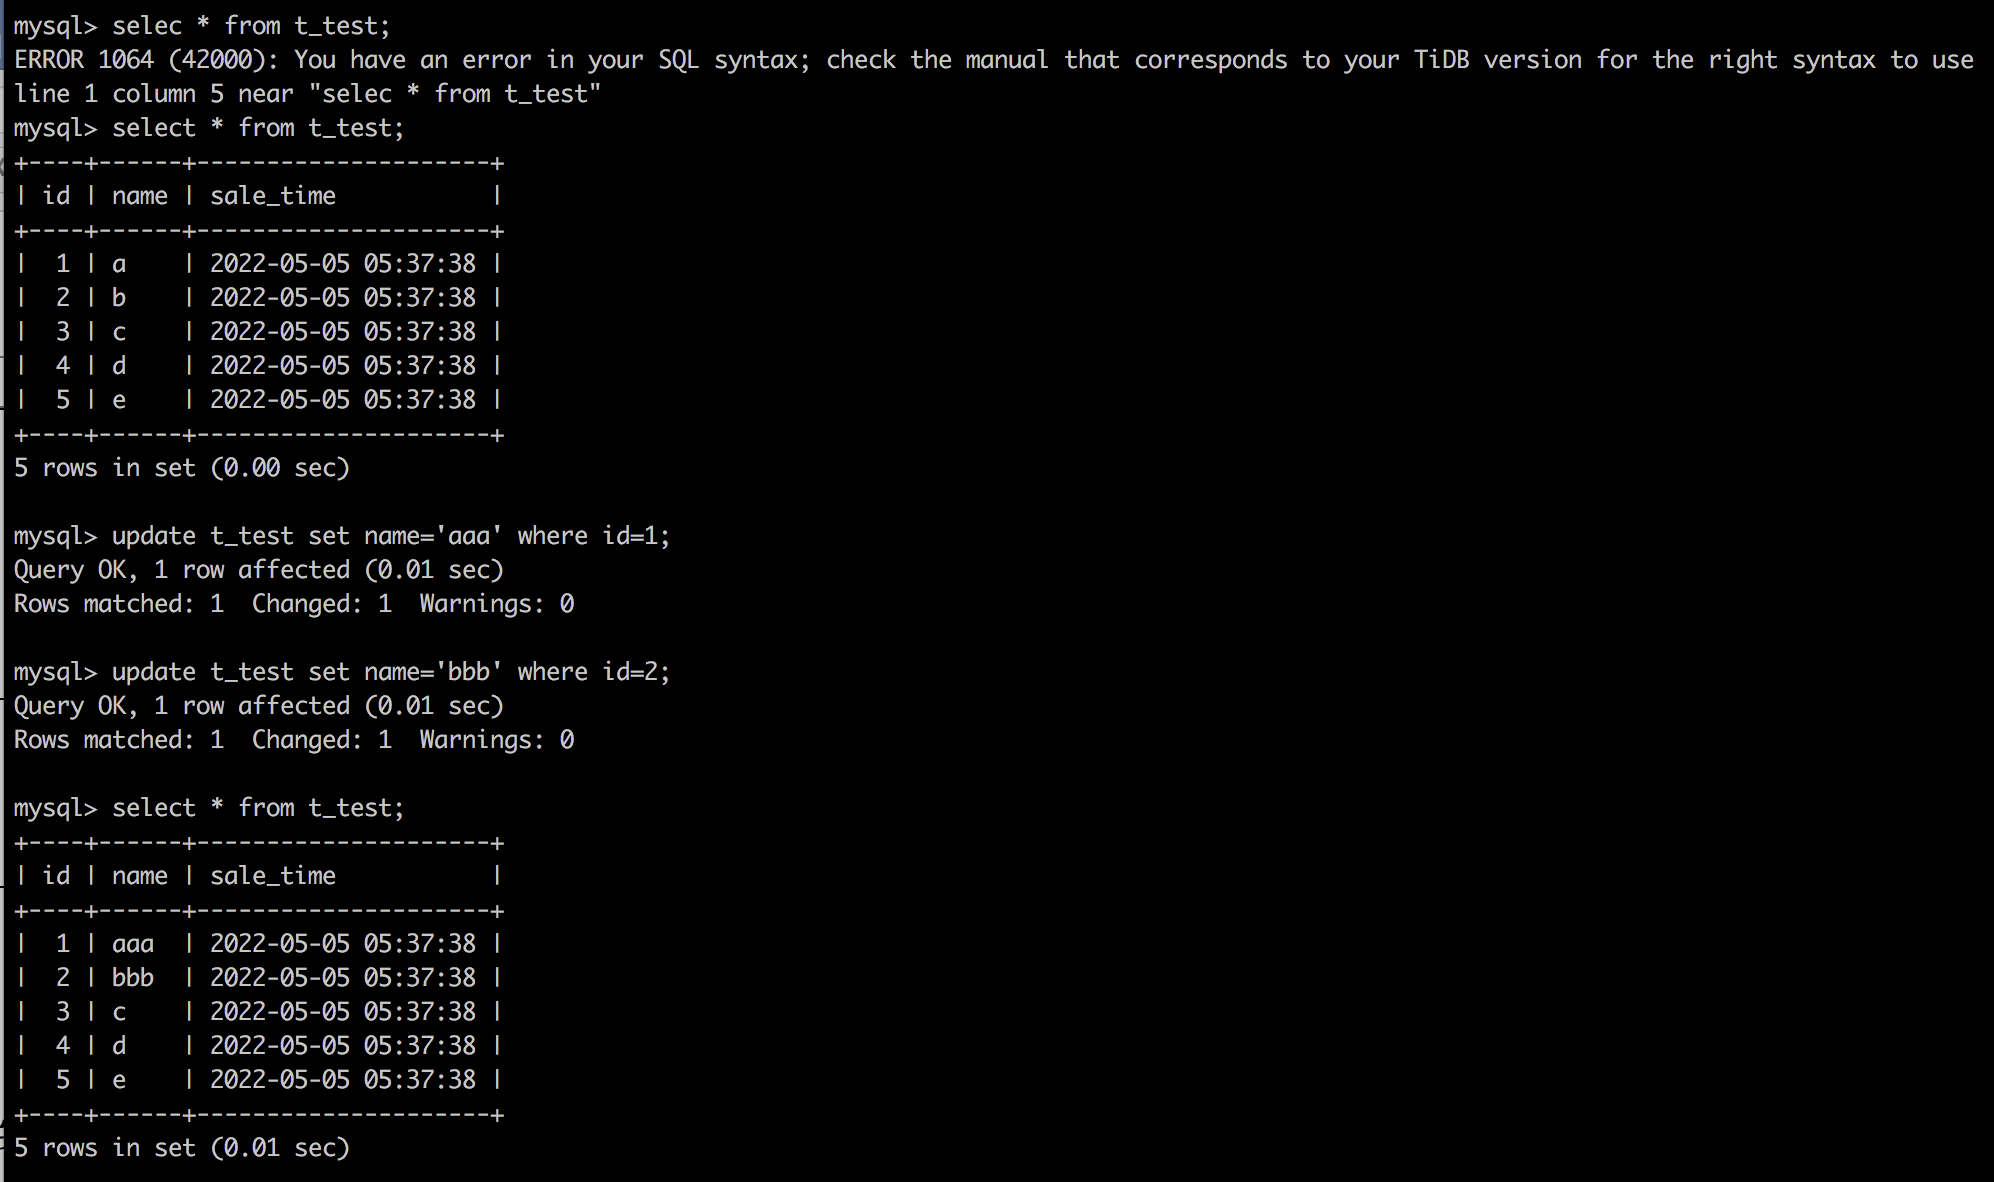 mysql> selec * from t_test;
ERROR 1064 (42000): You have an error in your SQL syntax; check the manual that corresponds to your TiDB version for the right syntax to use
line 1 column 5 near "selec * from t_test"
mysql> select * from t_test;
+----+------+---------------------+
| id | name | sale_time           |
+----+------+---------------------+
|  1 | a    | 2022-05-05 05:37:38 |
|  2 | b    | 2022-05-05 05:37:38 |
|  3 | c    | 2022-05-05 05:37:38 |
|  4 | d    | 2022-05-05 05:37:38 |
|  5 | e    | 2022-05-05 05:37:38 |
+----+------+---------------------+
5 rows in set (0.00 sec)
mysql> update t_test set name='aaa' where id=1;
Query OK, 1 row affected (0.01 sec)
Rows matched: 1  Changed: 1  Warnings: 0
mysql> update t_test set name='bbb' where id=2;
Query OK, 1 row affected (0.01 sec)
Rows matched: 1  Changed: 1  Warnings: 0
mysql> select * from t_test;
+----+------+---------------------+
| id | name | sale_time           |
+----+------+---------------------+
|  1 | aaa  | 2022-05-05 05:37:38 |
|  2 | bbb  | 2022-05-05 05:37:38 |
|  3 | c    | 2022-05-05 05:37:38 |
|  4 | d    | 2022-05-05 05:37:38 |
|  5 | e    | 2022-05-05 05:37:38 |
+----+------+---------------------+
5 rows in set (0.01 sec)